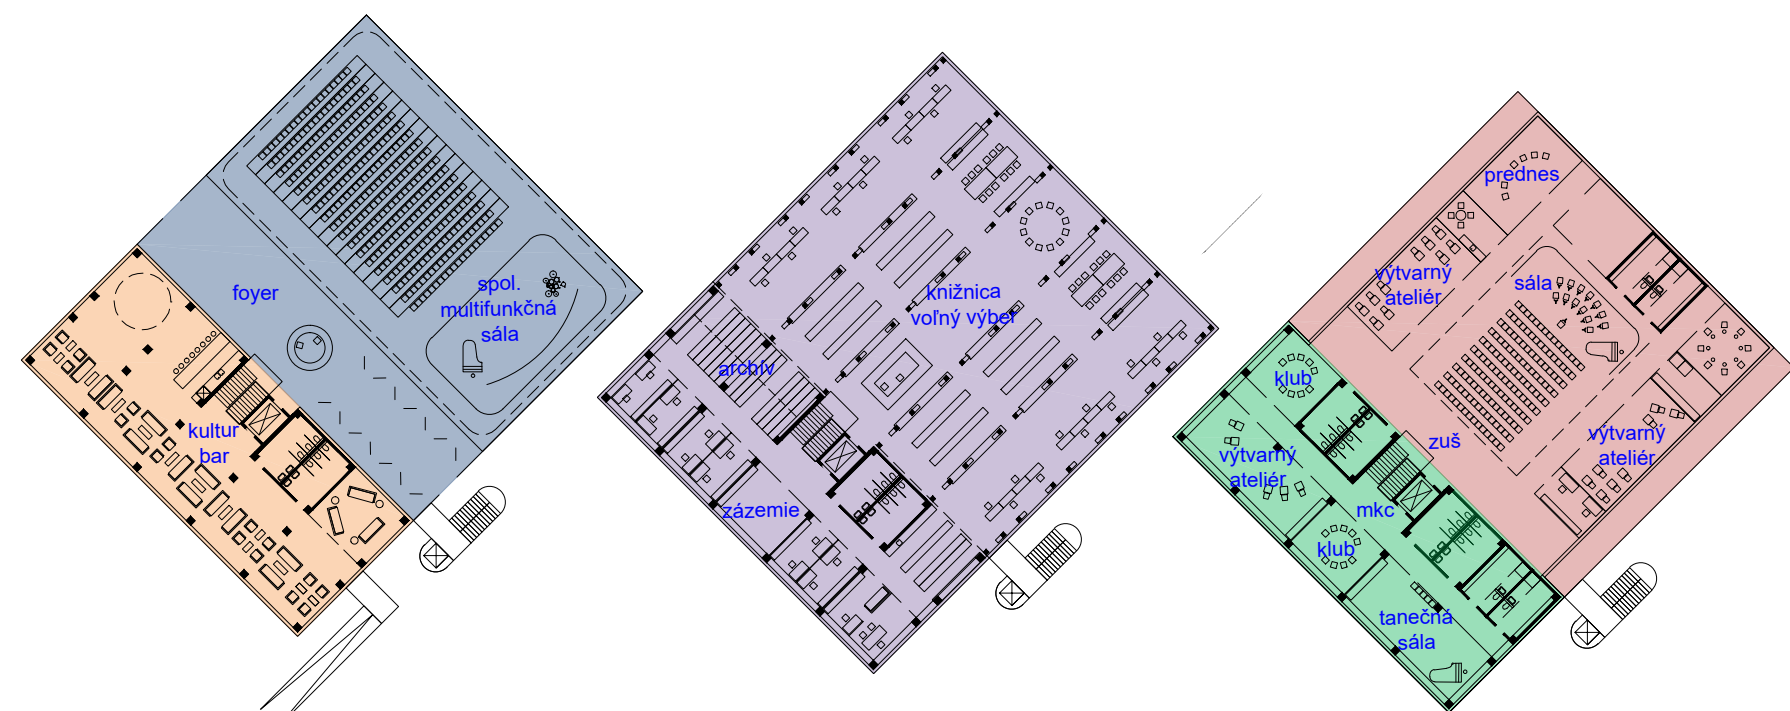 foyer
spol.
multifunkčná
sála
kultur
bar
knižnica
voľný výber
archív
zázemie
prednes
výtvarný
ateliér
sála
klub
zuš
výtvarný
ateliér
výtvarný
ateliér
mkc
klub
tanečná
sála